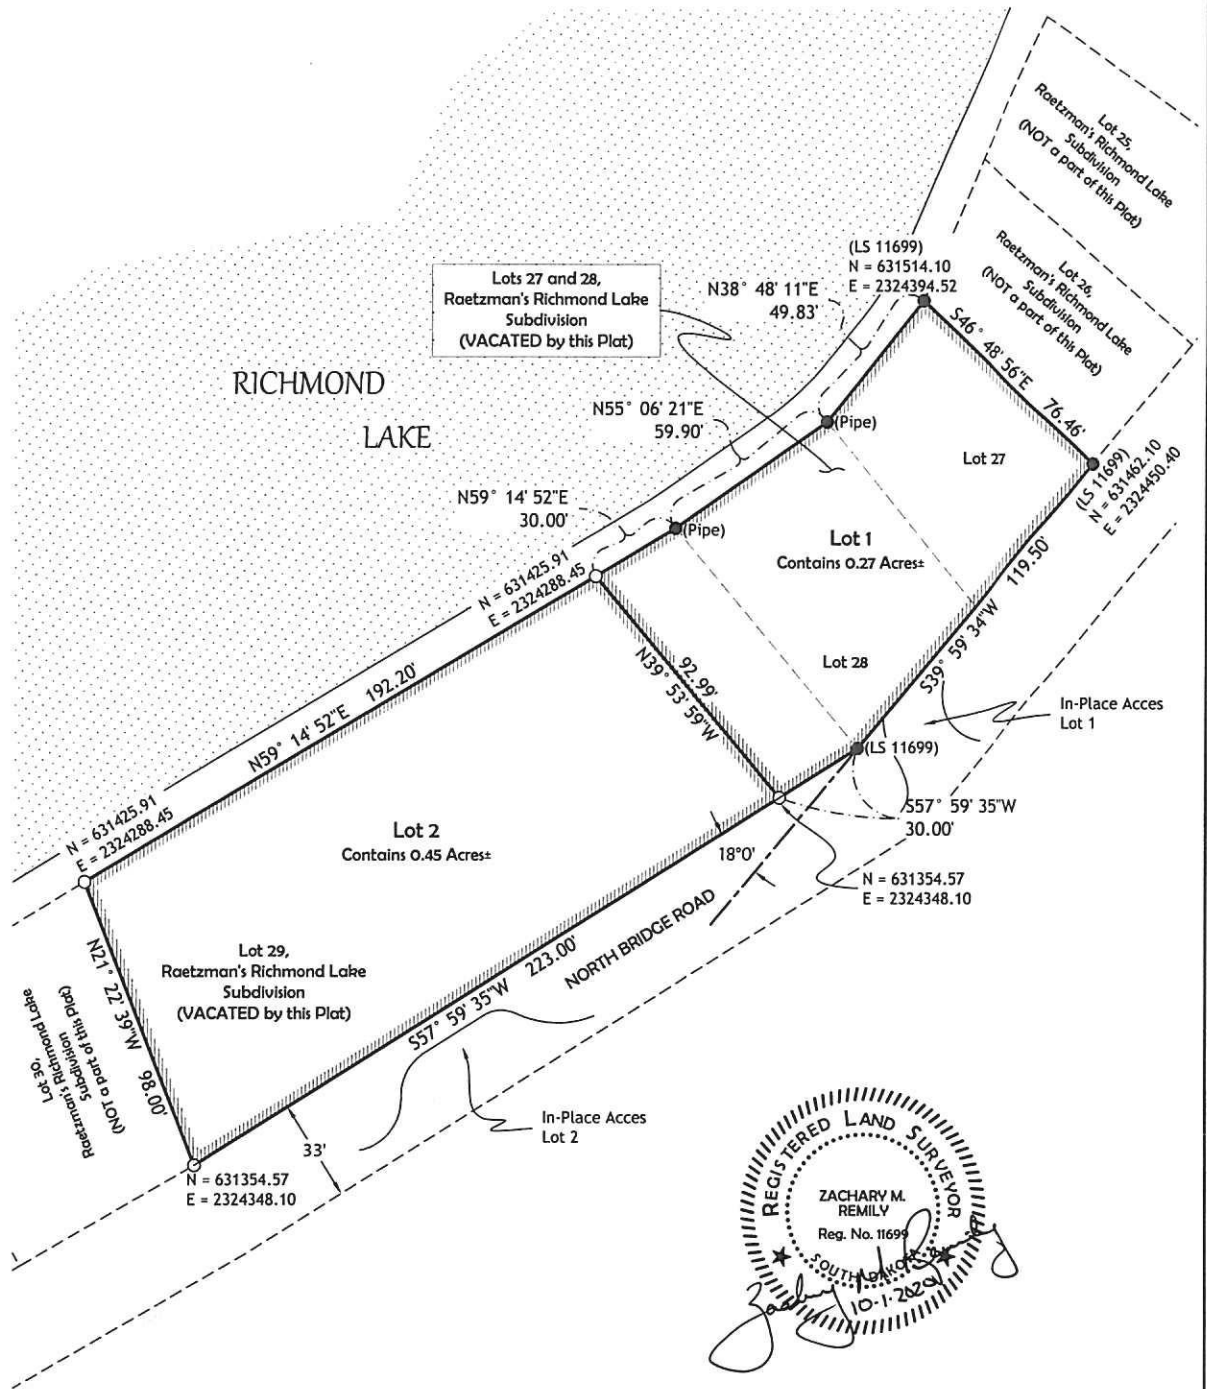 Lot 25,
Raetzman's Richmond Lake
Subdivision
(NOT a part of this Plat)
Lot 26,
Raetzman's Richmond Lake
Subdivision
(NOT a part of this Plat)
(LS 11699)
N = 631514.10
E = 2324394.52
Lots 27 and 28,
Raetzman's Richmond Lake
Subdivision
(VACATED by this Plat)
N38° 48' 11"E
49.83'
S46° 48' 56"E
76.46'
RICHMOND
LAKE
N55° 06' 21"E
59.90'
(Pipe)
Lot 27
(LS 11699)
N = 631462.10
E = 2324450.40
N59° 14' 52"E
30.00'
(Pipe)
Lot 1
Contains 0.27 Acres±
119.50'
S39° 59' 34"W
N = 631425.91
E = 2324288.45
92.99'
N39° 53' 59"W
Lot 28
In-Place Acces
Lot 1
192.20'
N59° 14' 52"E
(LS 11699)
S57° 59' 35"W
30.00'
N = 631425.91
E = 2324288.45
Lot 2
Contains 0.45 Acres±
18°0'
N = 631354.57
E = 2324348.10
NORTH BRIDGE ROAD
Lot 29,
Raetzman's Richmond Lake
Subdivision
(VACATED by this Plat)
223.00'
S57° 59' 35"W
N21° 22' 39"W
98.00'
Lot 30,
Raetzman's Richmond Lake
Subdivision
(NOT a part of this Plat)
33'
In-Place Acces
Lot 2
N = 631354.57
E = 2324348.10
REGISTERED LAND SURVEYOR
ZACHARY M.
REMILY
Reg. No. 11699
SOUTH DAKOTA
10-1-2020